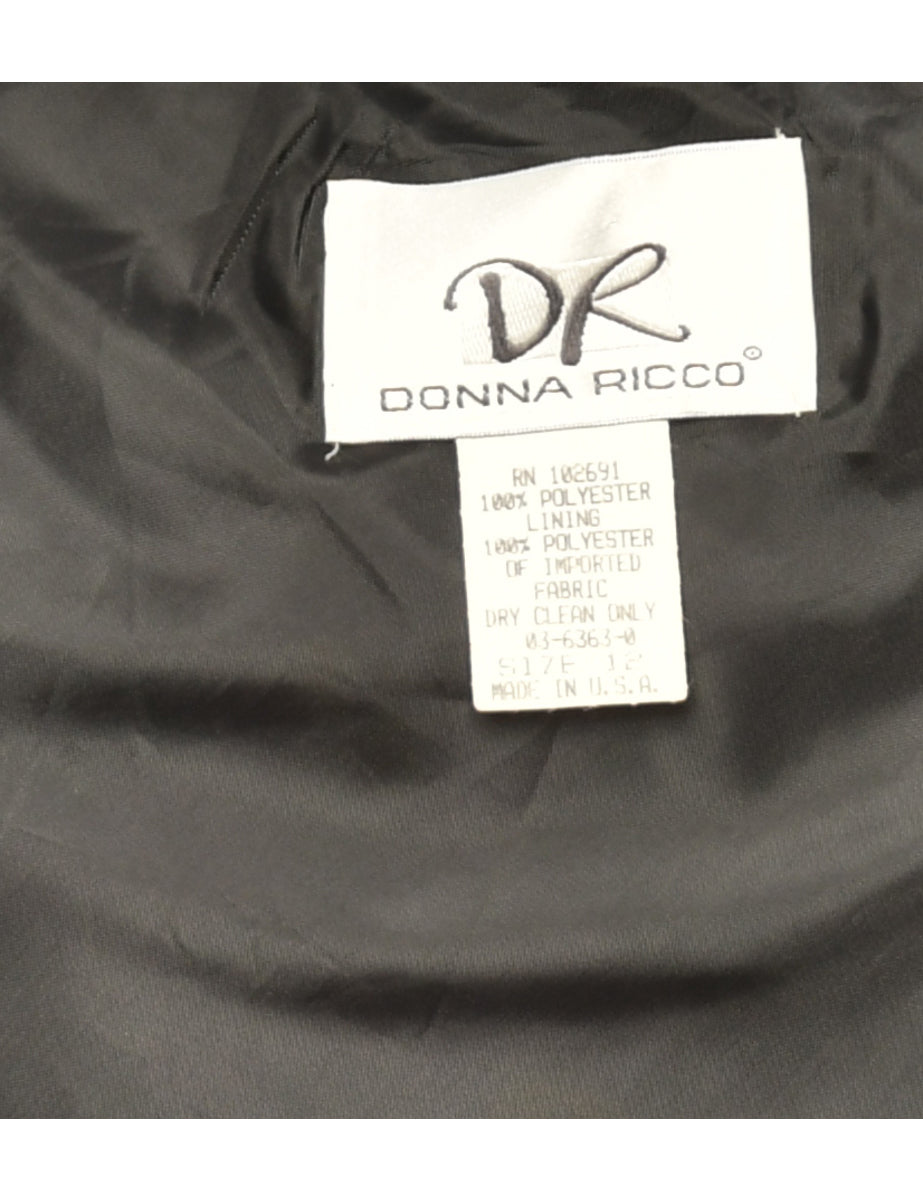 DR
DONNA RICCO®
RN 102691
100% POLYESTER
LINING
100% POLYESTER
OF IMPORTED
FABRIC
DRY CLEAN ONLY
03-6363-0
SIZE 12
MADE IN U.S.A.